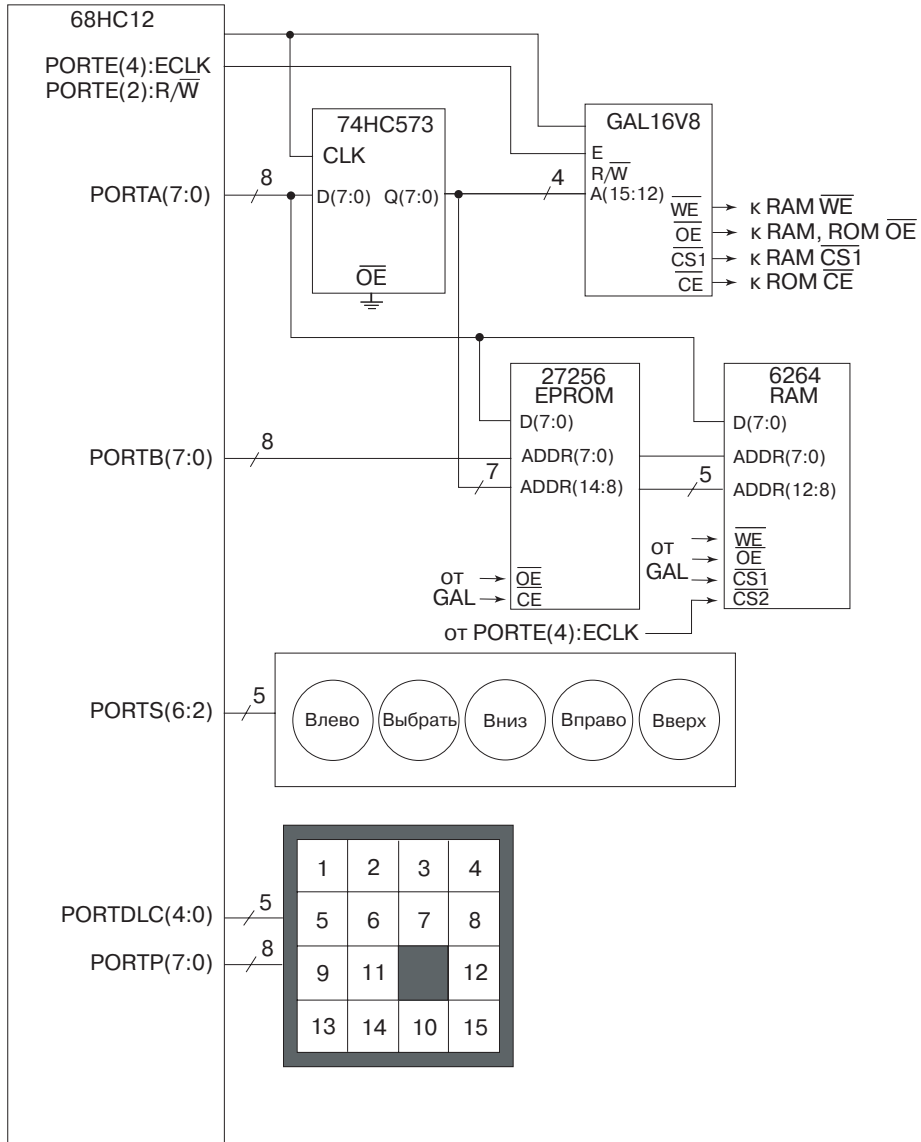 68HC12
PORTE(4):ECLK
PORTE(2):R/W
PORTA(7:0)
8
74HC573
CLK
D(7:0) Q(7:0)
OE
4
GAL16V8
E
R/W
A(15:12)
WE
OE
CS1
CE
к RAM WE
к RAM, ROM OE
к RAM CS1
к ROM CE
PORTB(7:0)
8
7
27256
EPROM
D(7:0)
ADDR(7:0)
ADDR(14:8)
OE
CE
от
GAL
5
6264
RAM
D(7:0)
ADDR(7:0)
ADDR(12:8)
WE
OE
CS1
CS2
от
GAL
от PORTE(4):ECLK
PORTS(6:2)
5
Влево Выбрать Вниз Вправо Вверх
PORTDLC(4:0)
5
PORTP(7:0)
8
1 2 3 4
5 6 7 8
9 11 12
13 14 10 15